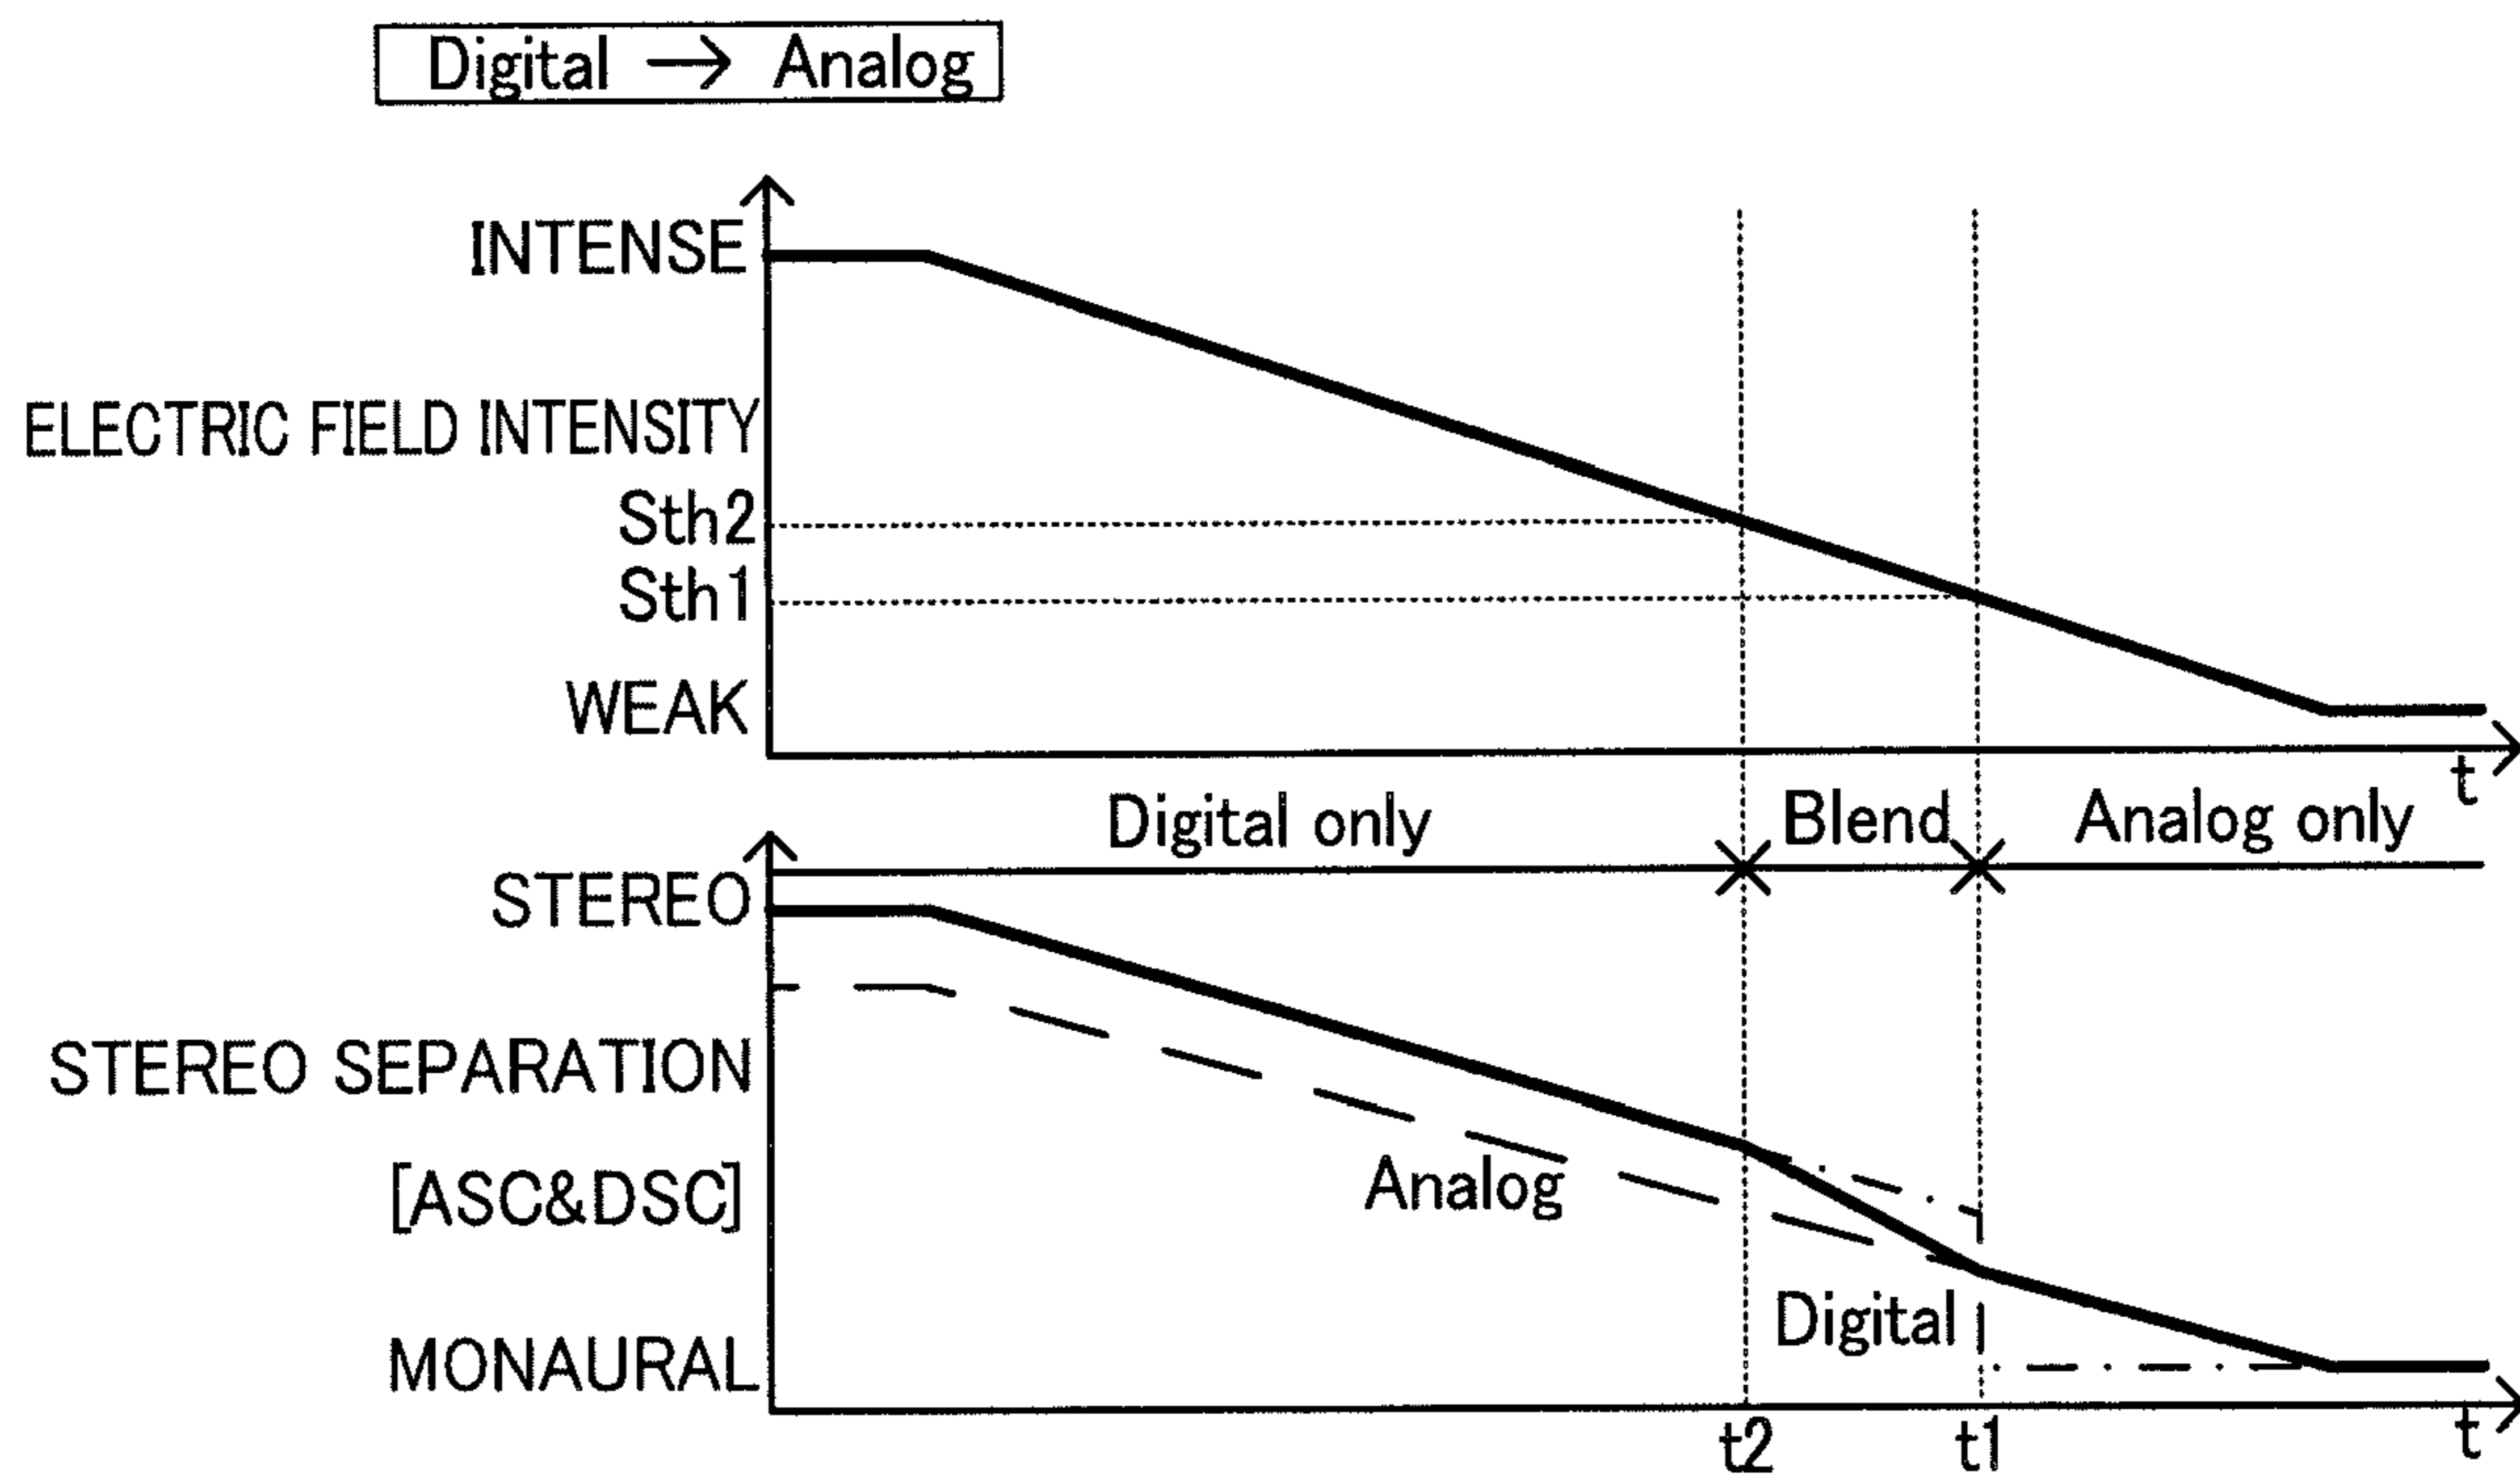 Digital → Analog
INTENSE
ELECTRIC FIELD INTENSITY
Sth2
Sth1
WEAK
t
Digital only
Blend
Analog only
STEREO
STEREO SEPARATION
Analog
[ASC&DSC]
Digital
MONAURAL
t2
t1
t